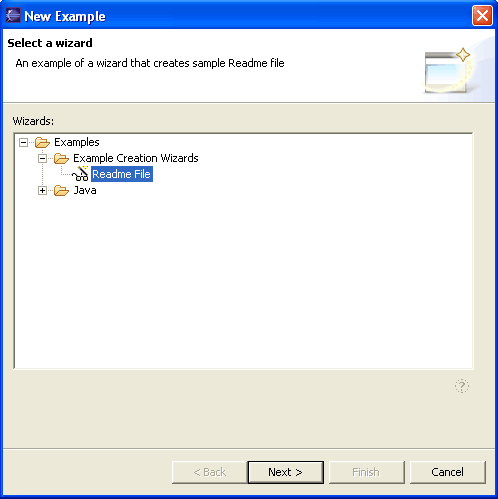 New Example
Select a wizard
An example of a wizard that creates sample Readme file
Wizards:
Examples
Example Creation Wizards
Readme File
Java
< Back Next > Finish Cancel